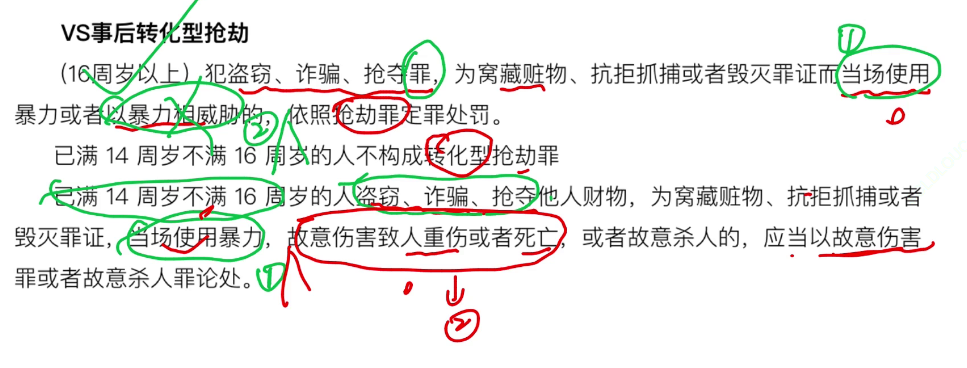 VS事后转化型抢劫
(16周岁以上)犯盗窃、诈骗、抢夺罪，为窝藏赃物、抗拒抓捕或者毁灭罪证而当场使用
暴力或者以暴力相威胁的，依照抢劫罪定罪处罚。
已满 14 周岁不满 16 周岁的人不构成转化型抢劫罪
已满 14 周岁不满 16 周岁的人盗窃、诈骗、抢夺他人财物，为窝藏赃物、抗拒抓捕或者
毁灭罪证，当场使用暴力，故意伤害致人重伤或者死亡，或者故意杀人的，应当以故意伤害
罪或者故意杀人罪论处。
①
②
①
②